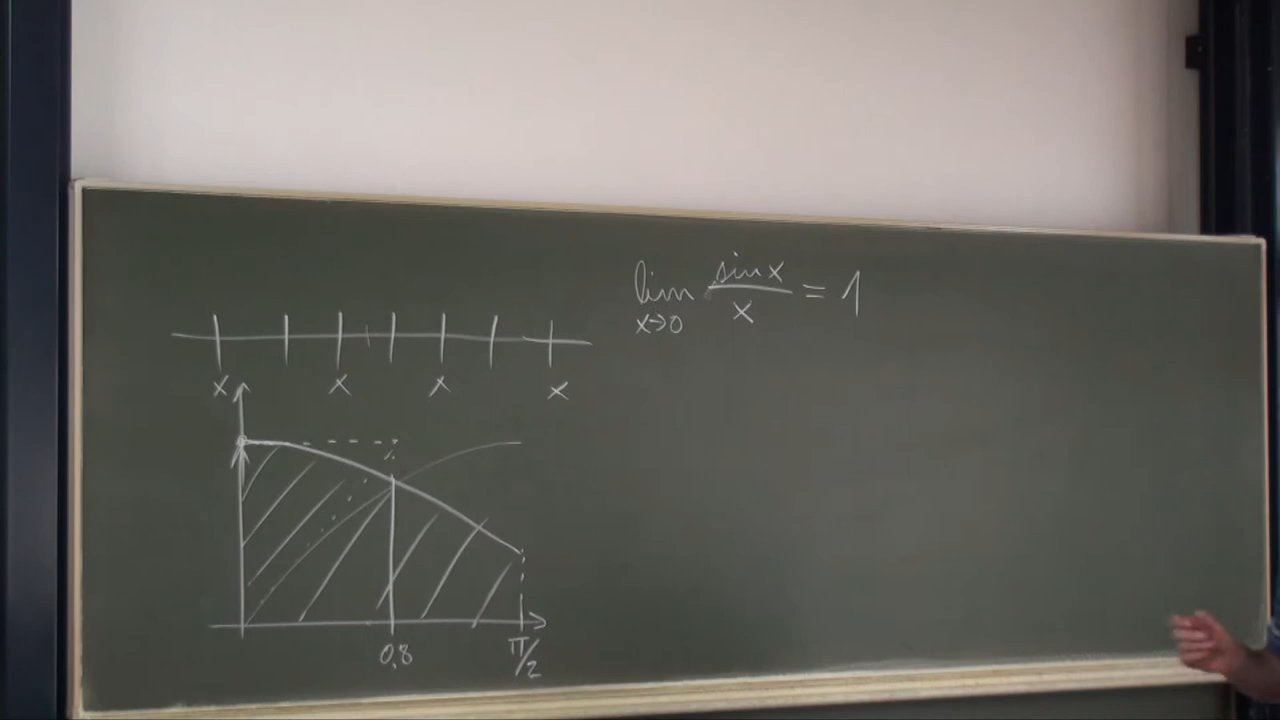 lim sin x / x = 1
x→0
x x x x
0,8 π/2